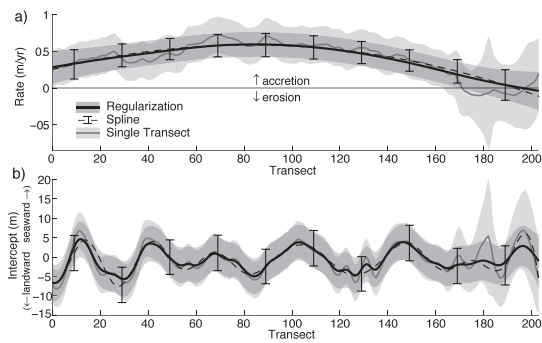 a)
1
0.5
0
−05
Rate (m/yr)
↑ accretion
↓ erosion
Regularization
Spline
Single Transect
0 20 40 60 80 100 120 140 160 180 200
Transect
b)
20
15
10
5
0
−5
−10
−15
Intercept (m)
(← landward seaward →)
0 20 40 60 80 100 120 140 160 180 200
Transect